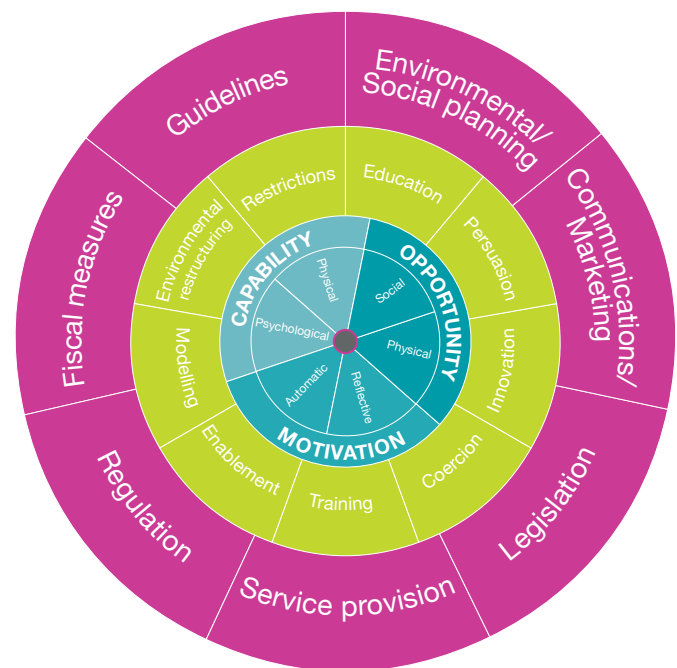 Environmental/
Social planning
Communications/
Marketing
Legislation
Service provision
Regulation
Fiscal measures
Guidelines
Education
Persuasion
Innovation
Coercion
Training
Enablement
Modelling
Environmental
restructuring
Restrictions
CAPABILITY
Physical
Psychological
OPPORTUNITY
Social
Physical
MOTIVATION
Reflective
Automatic